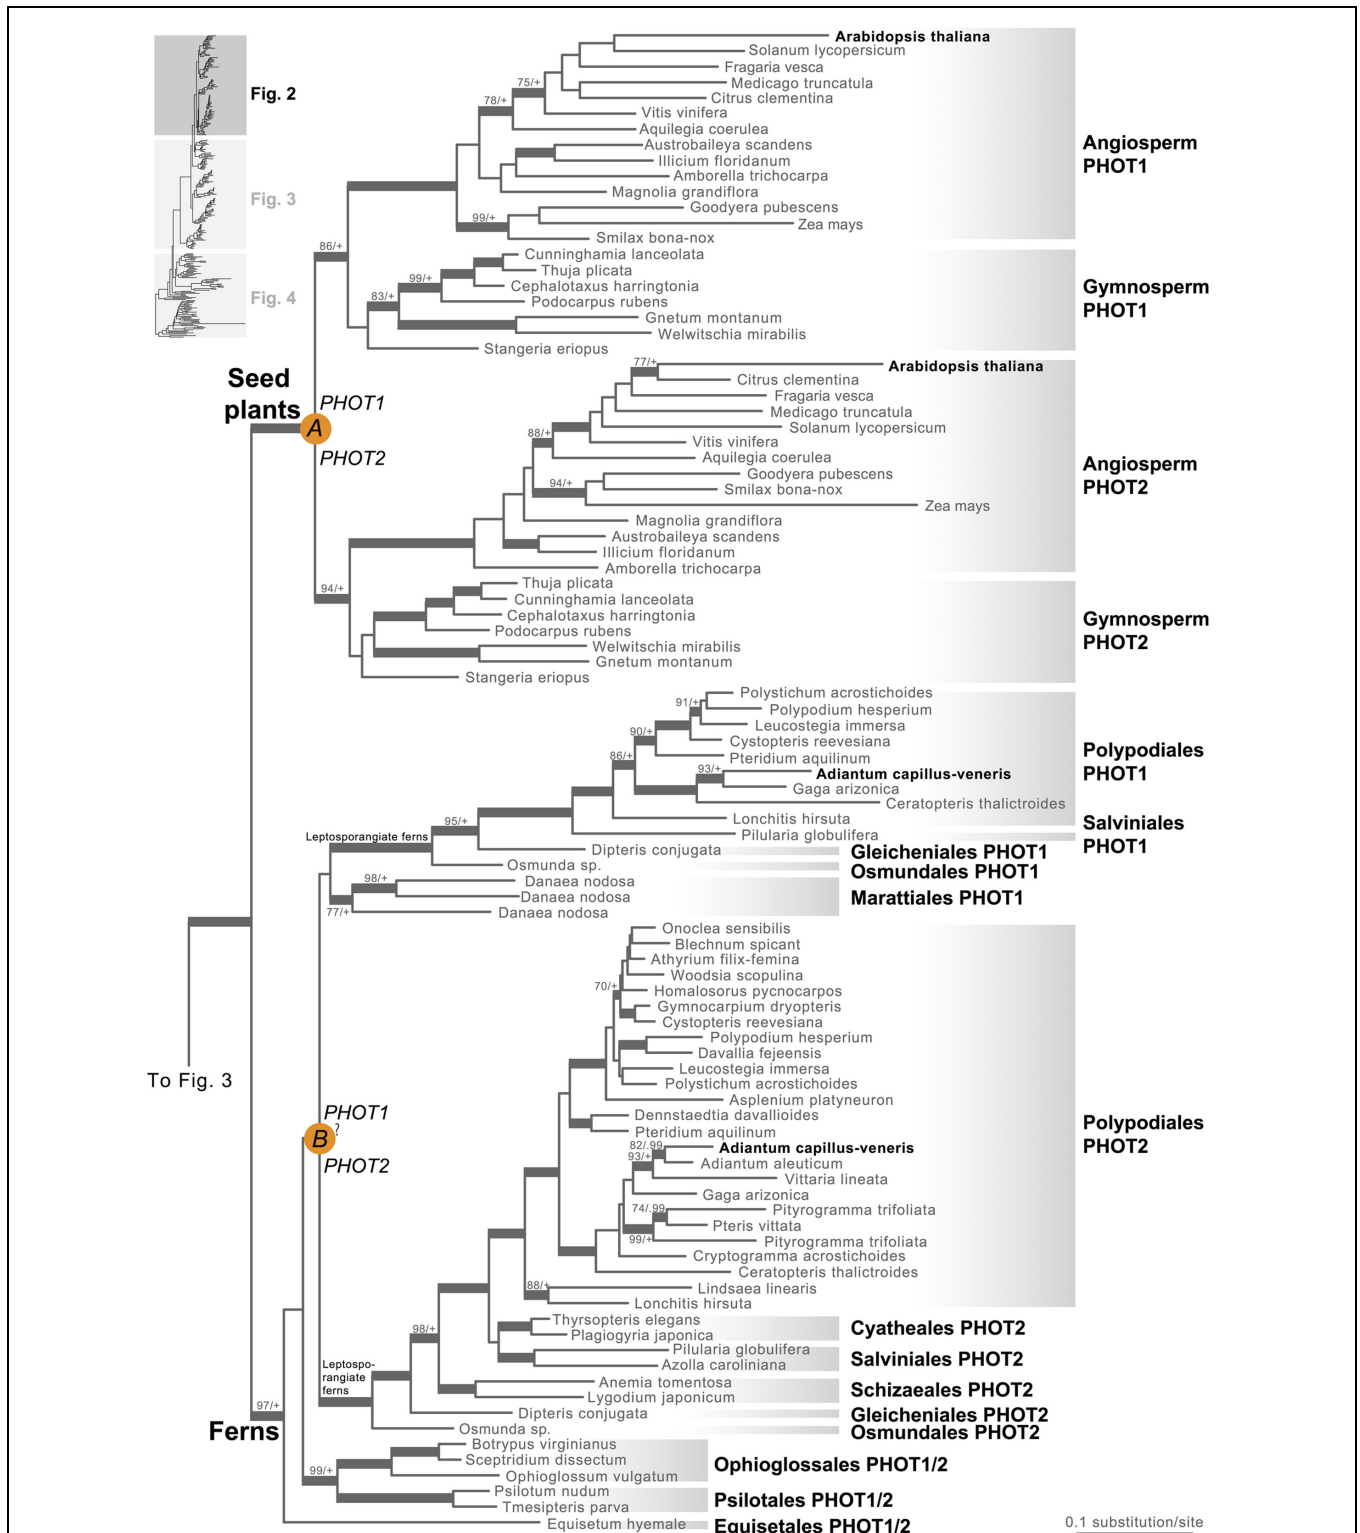 Fig. 2
Fig. 3
Fig. 4
Arabidopsis thaliana
Solanum lycopersicum
Fragaria vesca
75/+
Medicago truncatula
Citrus clementina
78/+
Vitis vinifera
Aquilegia coerulea
Austrobaileya scandens
Illicium floridanum
Amborella trichocarpa
Magnolia grandiflora
Goodyera pubescens
99/+
Zea mays
Smilax bona-nox
Angiosperm
PHOT1
86/+
Cunninghamia lanceolata
Thuja plicata
99/+
Cephalotaxus harringtonia
83/+
Podocarpus rubens
Gnetum montanum
Welwitschia mirabilis
Stangeria eriopus
Gymnosperm
PHOT1
Seed
plants
PHOT1
A
PHOT2
77/+
Arabidopsis thaliana
Citrus clementina
Fragaria vesca
Medicago truncatula
Solanum lycopersicum
88/+
Vitis vinifera
Aquilegia coerulea
Goodyera pubescens
94/+
Smilax bona-nox
Zea mays
Magnolia grandiflora
Austrobaileya scandens
Illicium floridanum
Amborella trichocarpa
Angiosperm
PHOT2
94/+
Thuja plicata
Cunninghamia lanceolata
Cephalotaxus harringtonia
Podocarpus rubens
Welwitschia mirabilis
Gnetum montanum
Stangeria eriopus
Gymnosperm
PHOT2
Polystichum acrostichoides
91/+
Polypodium hesperium
Leucostegia immersa
90/+
Cystopteris reevesiana
86/+
Pteridium aquilinum
93/+
Adiantum capillus-veneris
Gaga arizonica
Ceratopteris thalictroides
Lonchitis hirsuta
Polypodiales
PHOT1
Pilularia globulifera
Salviniales
PHOT1
95/+
Leptosporangiate ferns
Dipteris conjugata
Gleicheniales PHOT1
Osmunda sp.
Osmundales PHOT1
98/+
Danaea nodosa
Danaea nodosa
77/+
Danaea nodosa
Marattiales PHOT1
To Fig. 3
PHOT1
?
B
PHOT2
Onoclea sensibilis
Blechnum spicant
Athyrium filix-femina
Woodsia scopulina
70/+
Homalosorus pycnocarpos
Gymnocarpium dryopteris
Cystopteris reevesiana
Polypodium hesperium
Davallia fejeensis
Leucostegia immersa
Polystichum acrostichoides
Asplenium platyneuron
Dennstaedtia davallioides
Pteridium aquilinum
82/.99
Adiantum capillus-veneris
93/+
Adiantum aleuticum
Vittaria lineata
Gaga arizonica
74/.99
Pityrogramma trifoliata
Pteris vittata
99/+
Pityrogramma trifoliata
Cryptogramma acrostichoides
Ceratopteris thalictroides
88/+
Lindsaea linearis
Lonchitis hirsuta
Polypodiales
PHOT2
Thyrsopteris elegans
Plagiogyria japonica
Cyatheales PHOT2
98/+
Pilularia globulifera
Azolla caroliniana
Salviniales PHOT2
Leptospo-
rangiate
ferns
Anemia tomentosa
Lygodium japonicum
Schizaeales PHOT2
Dipteris conjugata
Gleicheniales PHOT2
Osmunda sp.
Osmundales PHOT2
97/+
Ferns
Botrypus virginianus
Sceptridium dissectum
99/+
Ophioglossum vulgatum
Ophioglossales PHOT1/2
Psilotum nudum
Tmesipteris parva
Psilotales PHOT1/2
Equisetum hyemale
Equisetales PHOT1/2
0.1 substitution/site